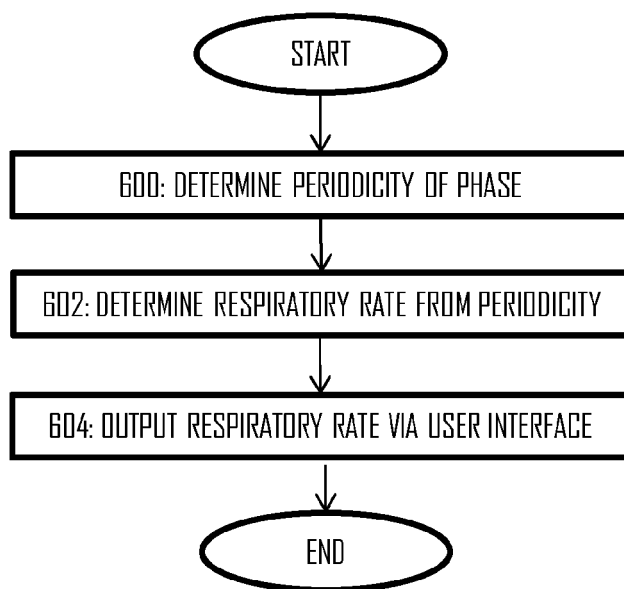 START
600: DETERMINE PERIODICITY OF PHASE
602: DETERMINE RESPIRATORY RATE FROM PERIODICITY
604: OUTPUT RESPIRATORY RATE VIA USER INTERFACE
END